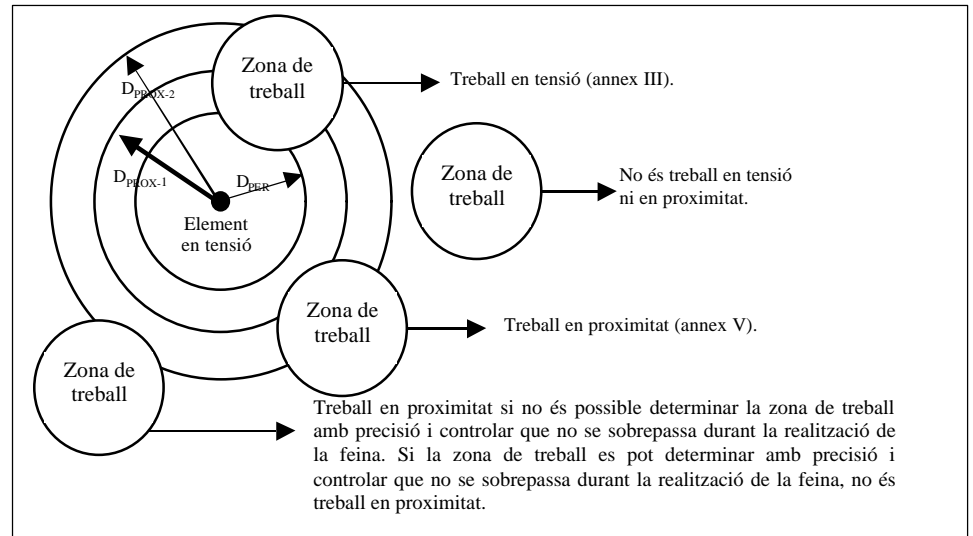 Zona de
treball
Treball en tensió (annex III).
D PROX-2
Zona de
treball
No és treball en tensió
ni en proximitat.
D PROX-1
D PER
Element
en tensió
Zona de
treball
Treball en proximitat (annex V).
Zona de
treball
Treball en proximitat si no és possible determinar la zona de treball
amb precisió i controlar que no se sobrepassa durant la realització de
la feina. Si la zona de treball es pot determinar amb precisió i
controlar que no se sobrepassa durant la realització de la feina, no és
treball en proximitat.